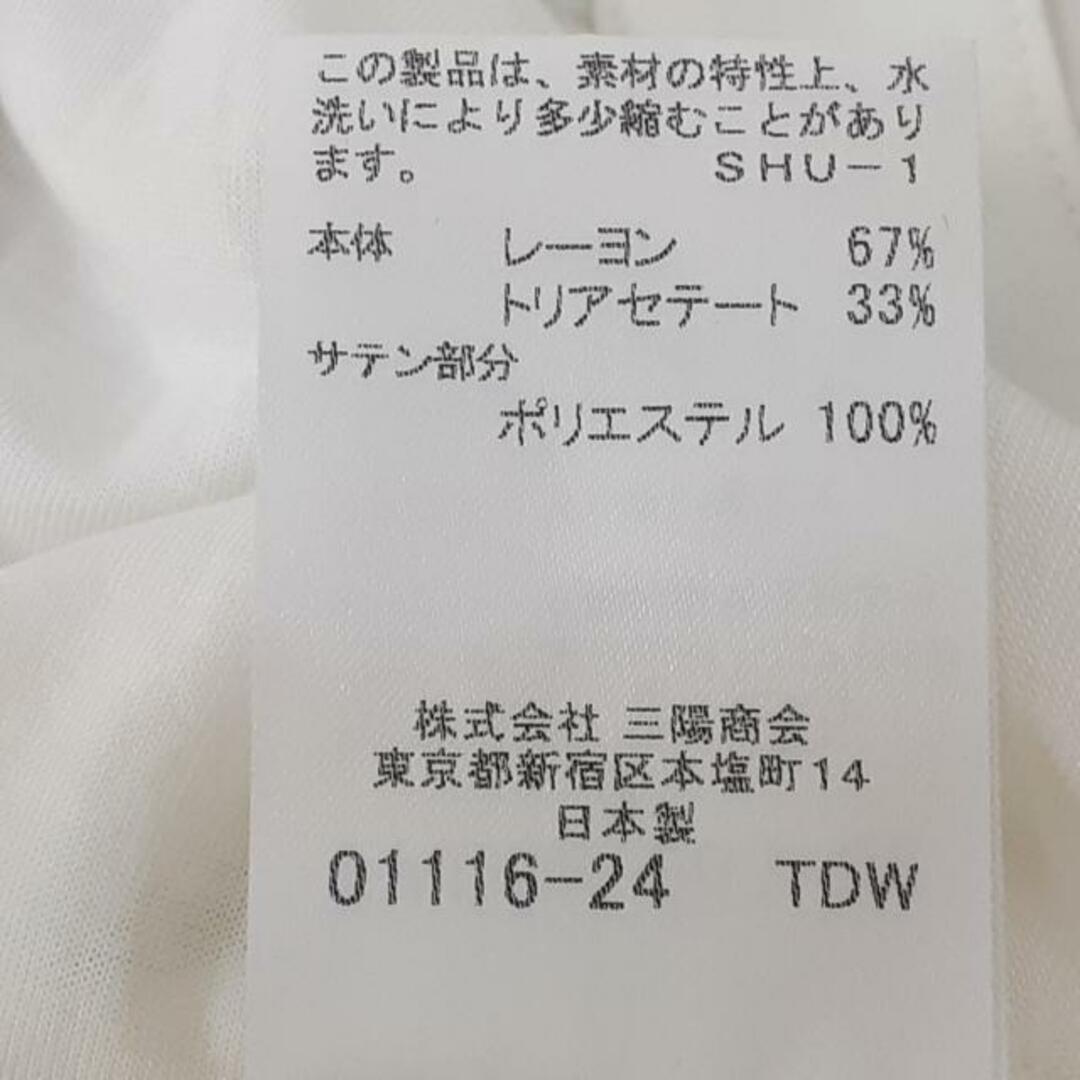 この製品は、素材の特性上、水
洗いにより多少縮むことがあり
ます。 SHU-1
本体 レーヨン 67%
トリアセテート 33%
サテン部分
ポリエステル 100%
株式会社 三陽商会
東京都新宿区本塩町14
日本製
01116-24 TDW